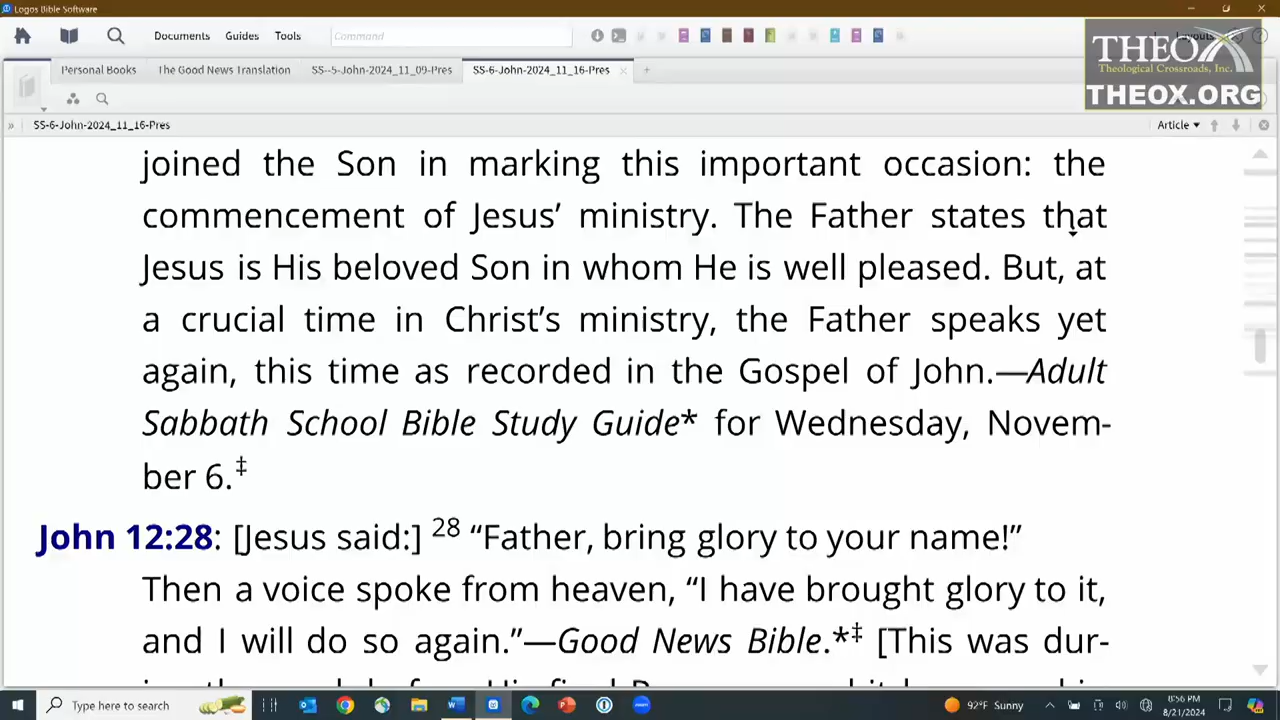 Logos Bible Software
Documents Guides Tools Command Layouts
THEOX
Theological Crossroads, Inc.
THEOX.ORG
Personal Books The Good News Translation SS--5-John-2024_11_09-Pres SS-6-John-2024_11_16-Pres
SS-6-John-2024_11_16-Pres Article
joined the Son in marking this important occasion: the
commencement of Jesus’ ministry. The Father states that
Jesus is His beloved Son in whom He is well pleased. But, at
a crucial time in Christ’s ministry, the Father speaks yet
again, this time as recorded in the Gospel of John.—Adult
Sabbath School Bible Study Guide* for Wednesday, Novem-
ber 6.‡
John 12:28: [Jesus said:] 28 “Father, bring glory to your name!”
Then a voice spoke from heaven, “I have brought glory to it,
and I will do so again.”—Good News Bible.*‡ [This was dur-
Type here to search 92°F Sunny 8:56 PM
8/21/2024